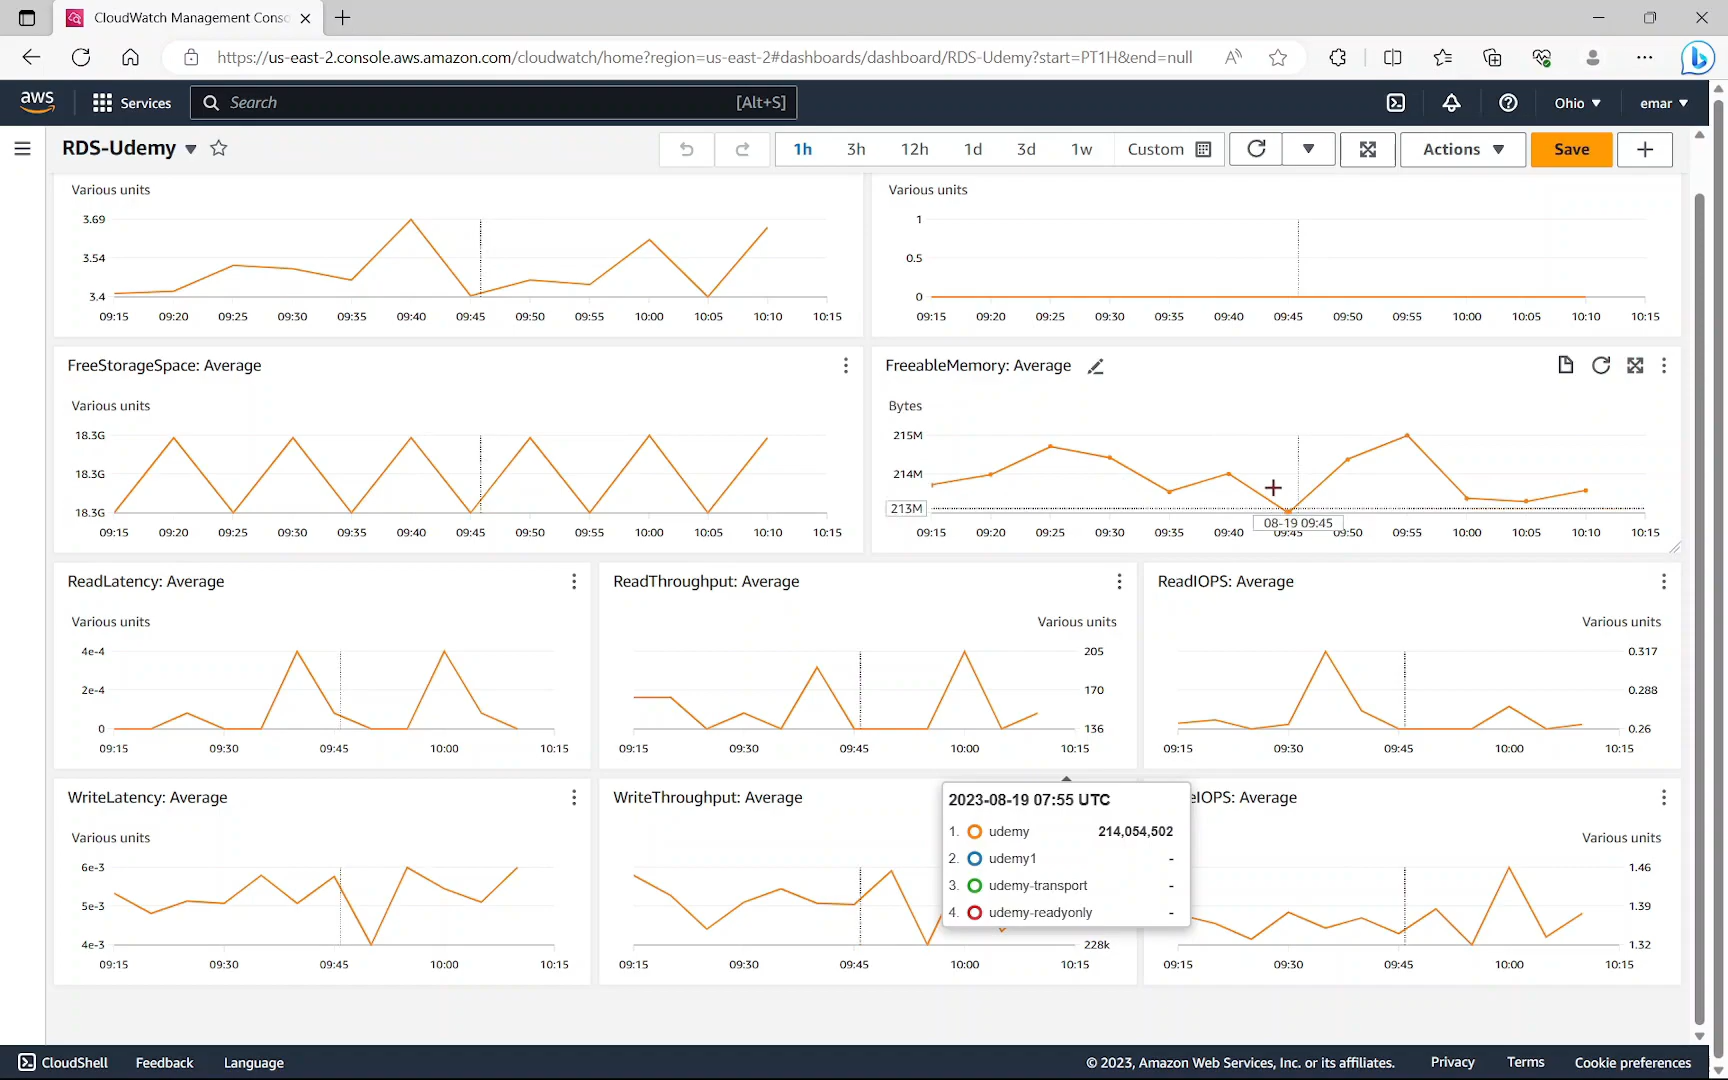 CloudWatch Management Conso
https://us-east-2.console.aws.amazon.com/cloudwatch/home?region=us-east-2#dashboards/dashboard/RDS-Udemy?start=PT1H&end=null
aws Services Search [Alt+S] Ohio emar
RDS-Udemy 1h 3h 12h 1d 3d 1w Custom Actions Save
Various units
3.69
3.54
3.4
09:15 09:20 09:25 09:30 09:35 09:40 09:45 09:50 09:55 10:00 10:05 10:10 10:15
Various units
1
0.5
0
09:15 09:20 09:25 09:30 09:35 09:40 09:45 09:50 09:55 10:00 10:05 10:10 10:15
FreeStorageSpace: Average
Various units
18.3G
18.3G
18.3G
09:15 09:20 09:25 09:30 09:35 09:40 09:45 09:50 09:55 10:00 10:05 10:10 10:15
FreeableMemory: Average
Bytes
215M
214M
213M
08-19 09:45
09:15 09:20 09:25 09:30 09:35 09:40 09:45 09:50 09:55 10:00 10:05 10:10 10:15
ReadLatency: Average
Various units
4e-4
2e-4
0
09:15 09:30 09:45 10:00 10:15
ReadThroughput: Average
Various units
205
170
136
09:15 09:30 09:45 10:00 10:15
ReadIOPS: Average
Various units
0.317
0.288
0.26
09:15 09:30 09:45 10:00 10:15
WriteLatency: Average
Various units
6e-3
5e-3
4e-3
09:15 09:30 09:45 10:00 10:15
WriteThroughput: Average
228k
09:15 09:30 09:45 10:00 10:15
2023-08-19 07:55 UTC
1. udemy 214,054,502
2. udemy1 -
3. udemy-transport -
4. udemy-readyonly -
eIOPS: Average
Various units
1.46
1.39
1.32
09:15 09:30 09:45 10:00 10:15
CloudShell Feedback Language © 2023, Amazon Web Services, Inc. or its affiliates. Privacy Terms Cookie preferences